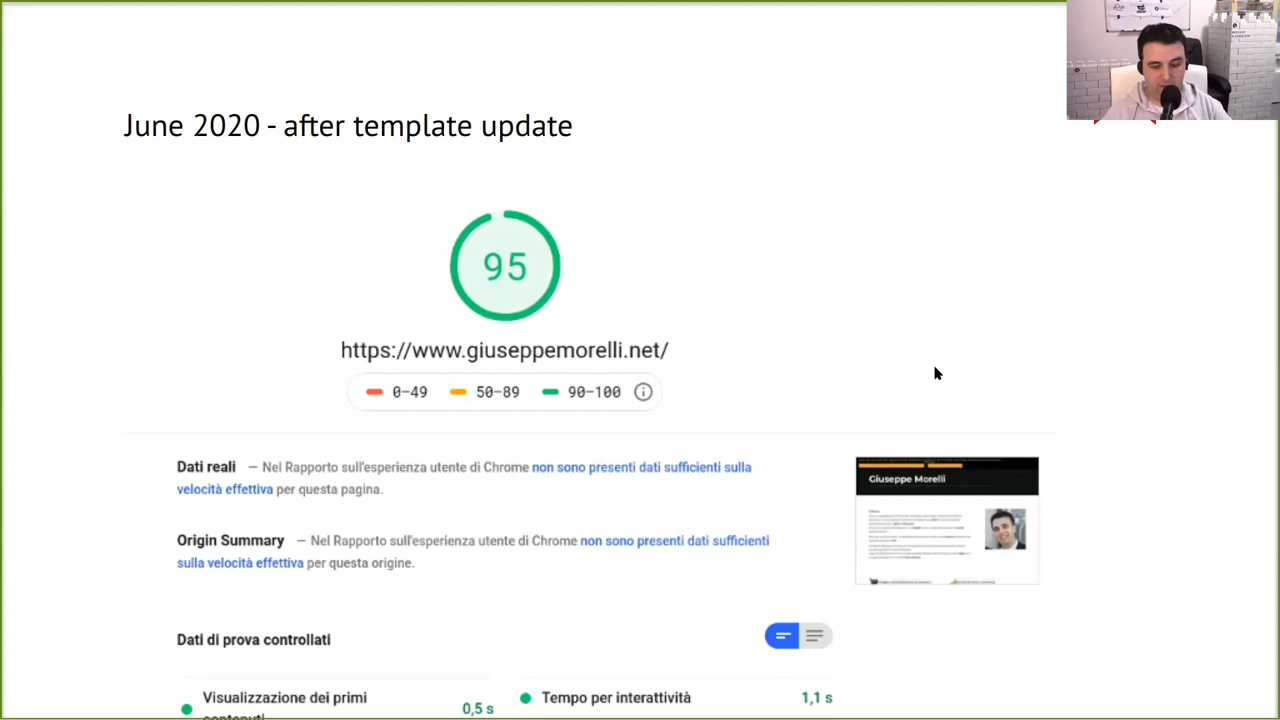 June 2020 - after template update
95
https://www.giuseppemorelli.net/
0–49 50–89 90–100
Dati reali — Nel Rapporto sull'esperienza utente di Chrome non sono presenti dati sufficienti sulla
velocità effettiva per questa pagina.
Giuseppe Morelli
Origin Summary — Nel Rapporto sull'esperienza utente di Chrome non sono presenti dati sufficienti
sulla velocità effettiva per questa origine.
Dati di prova controllati
Visualizzazione dei primi
contenuti 0,5 s
Tempo per interattività 1,1 s